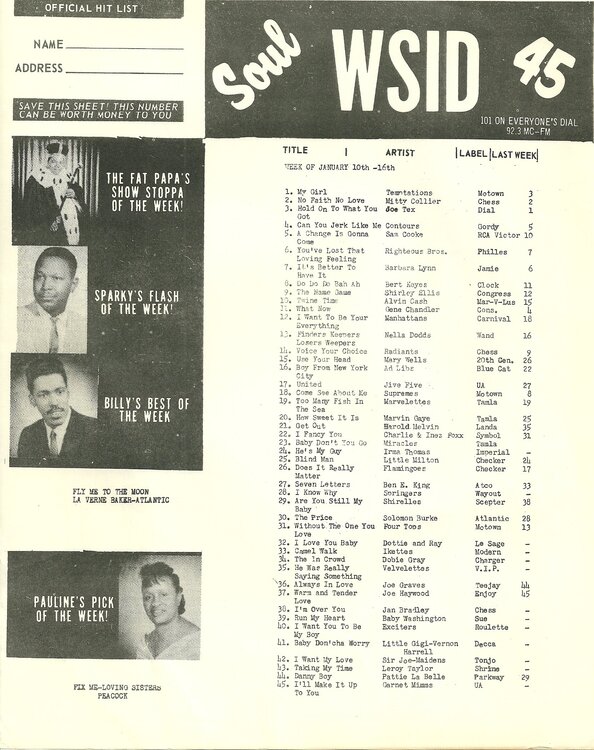 OFFICIAL HIT LIST
NAME
ADDRESS
"SAVE THIS SHEET! THIS NUMBER
CAN BE WORTH MONEY TO YOU
Soul WSID 45
101 ON EVERYONE'S DIAL
92.3 MC-FM
THE FAT PAPA'S
SHOW STOPPA
OF THE WEEK!
SPARKY'S FLASH
OF THE WEEK!
BILLY'S BEST OF
THE WEEK
FLY ME TO THE MOON
LA VERNE BAKER-ATLANTIC
PAULINE'S PICK
OF THE WEEK!
FIX ME-LOVING SISTERS
PEACOCK
TITLE | ARTIST | LABEL | LAST WEEK |
WEEK OF JANUARY 10th -16th
1. My Girl Temptations Motown 3
2. No Faith No Love Mitty Collier Chess 2
3. Hold On To What You Joe Tex Dial 1
Got
4. Can You Jerk Like Me Contours Gordy 5
5. A Change Is Gonna Sam Cooke RCA Victor 10
Come
6. You've Lost That Righteous Bros. Philles 7
Loving Feeling
7. It's Better To Barbara Lynn Jamie 6
Have It
8. Do Do Do Bah Ah Bert Keyes Clock 11
9. The Name Game Shirley Ellis Congress 12
10. Twine Time Alvin Cash Mar-V-Lus 15
11. What Now Gene Chandler Cons. 4
12. I Want To Be Your Manhattans Carnival 18
Everything
13. Finders Keepers Nella Dodds Wand 16
Losers Weepers
14. Voice Your Choice Radiants Chess 9
15. Use Your Head Mary Wells 20th Cen. 26
16. Boy From New York Ad Libs Blue Cat 22
City
17. United Jive Five UA 27
18. Come See About Me Supremes Motown 8
19. Too Many Fish In Marvelettes Tamla 19
The Sea
20. How Sweet It Is Marvin Gaye Tamla 25
21. Get Out Harold Melvin Landa 35
22. I Fancy You Charlie & Inez Foxx Symbol 31
23. Baby Don't You Go Miracles Tamla
24. He's My Guy Irma Thomas Imperial -
25. Blind Man Little Milton Checker 24
26. Does It Really Flamingoes Checker 17
Matter
27. Seven Letters Ben E. King Atco 33
28. I Know Why Springers Wayout -
29. Are You Still My Shirelles Scepter 38
Baby
30. The Price Solomon Burke Atlantic 28
31. Without The One You Four Tops Motown 13
Love
32. I Love You Baby Dottie and Ray Le Sage -
33. Camel Walk Ikettes Modern -
34. The In Crowd Dobie Gray Charger -
35. He Was Really Velvelettes V.I.P. -
Saying Something
36. Always In Love Joe Graves Teejay 44
37. Warm and Tender Joe Haywood Enjoy 45
Love
38. I'm Over You Jan Bradley Chess -
39. Run My Heart Baby Washington Sue -
40. I Want You To Be Exciters Roulette -
My Boy
41. Baby Don'cha Worry Little Gigi-Vernon Decca -
Harrell
42. I Want My Love Sir Joe-Maidens Tonjo -
43. Taking My Time Leroy Taylor Shrine -
44. Danny Boy Pattie La Belle Parkway 29
45. I'll Make It Up Garnet Mimms UA -
To You